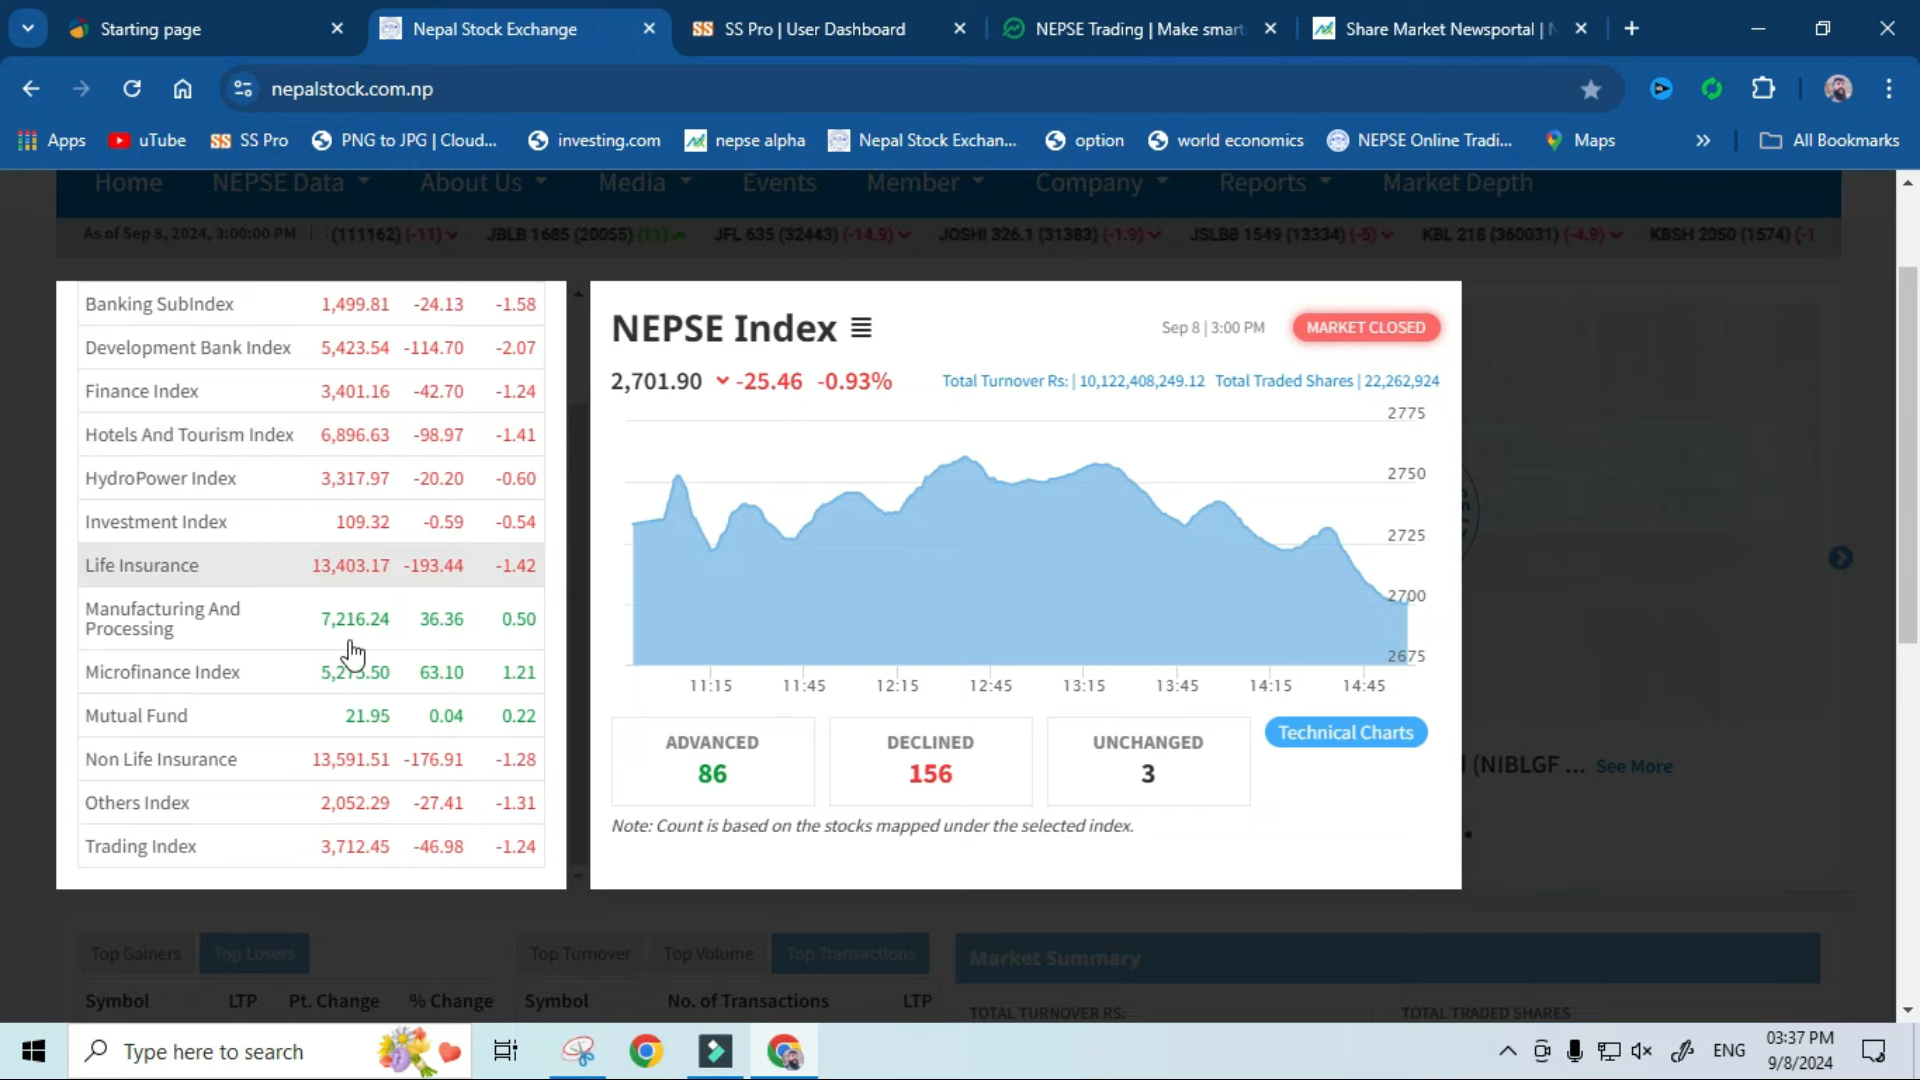 Starting page
Nepal Stock Exchange
SS Pro | User Dashboard
NEPSE Trading | Make smart
Share Market Newsportal |
nepalstock.com.np
Apps
uTube
SS Pro
PNG to JPG | Cloud...
investing.com
nepse alpha
Nepal Stock Exchan...
option
world economics
NEPSE Online Tradi...
Maps
All Bookmarks
Home NEPSE Data About Us Media Events Member Company Reports Market Depth
As of Sep 8, 2024, 3:00:00 PM (111162) (-11) JBLB 1685 (20055) (11) JFL 635 (32443) (-14.9) JOSHI 326.1 (31383) (-1.9) JSLBB 1549 (13334) (-5) KBL 218 (360031) (-4.9) KBSH 2050 (1574) (-1
Banking SubIndex 1,499.81 -24.13 -1.58
Development Bank Index 5,423.54 -114.70 -2.07
Finance Index 3,401.16 -42.70 -1.24
Hotels And Tourism Index 6,896.63 -98.97 -1.41
HydroPower Index 3,317.97 -20.20 -0.60
Investment Index 109.32 -0.59 -0.54
Life Insurance 13,403.17 -193.44 -1.42
Manufacturing And
Processing 7,216.24 36.36 0.50
Microfinance Index 63.10 1.21
Mutual Fund 21.95 0.04 0.22
Non Life Insurance 13,591.51 -176.91 -1.28
Others Index 2,052.29 -27.41 -1.31
Trading Index 3,712.45 -46.98 -1.24
NEPSE Index
Sep 8 | 3:00 PM
MARKET CLOSED
2,701.90 -25.46 -0.93%
Total Turnover Rs: | 10,122,408,249.12 Total Traded Shares | 22,262,924
2775
2750
2725
2700
2675
11:15 11:45 12:15 12:45 13:15 13:45 14:15 14:45
ADVANCED
86
DECLINED
156
UNCHANGED
3
Technical Charts
Note: Count is based on the stocks mapped under the selected index.
(NIBLGF ... See More
Top Gainers Top Losers
Symbol LTP Pt. Change % Change
Top Turnover Top Volume Top Transactions
Symbol No. of Transactions LTP
Market Summary
TOTAL TURNOVER RS:
TOTAL TRADED SHARES
Type here to search
ENG
03:37 PM
9/8/2024